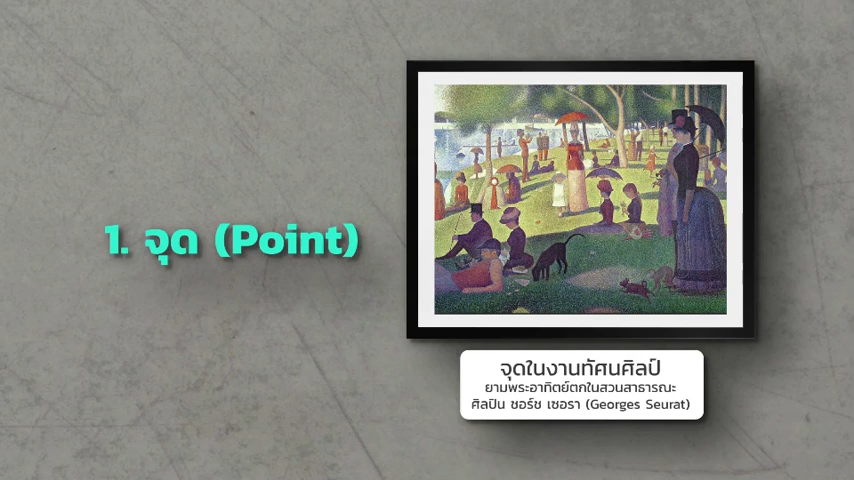 1. จุด (Point)
จุดในงานทัศนศิลป์
ยามพระอาทิตย์ตกในสวนสาธารณะ
ศิลปิน ชอร์ช เซอรา (Georges Seurat)